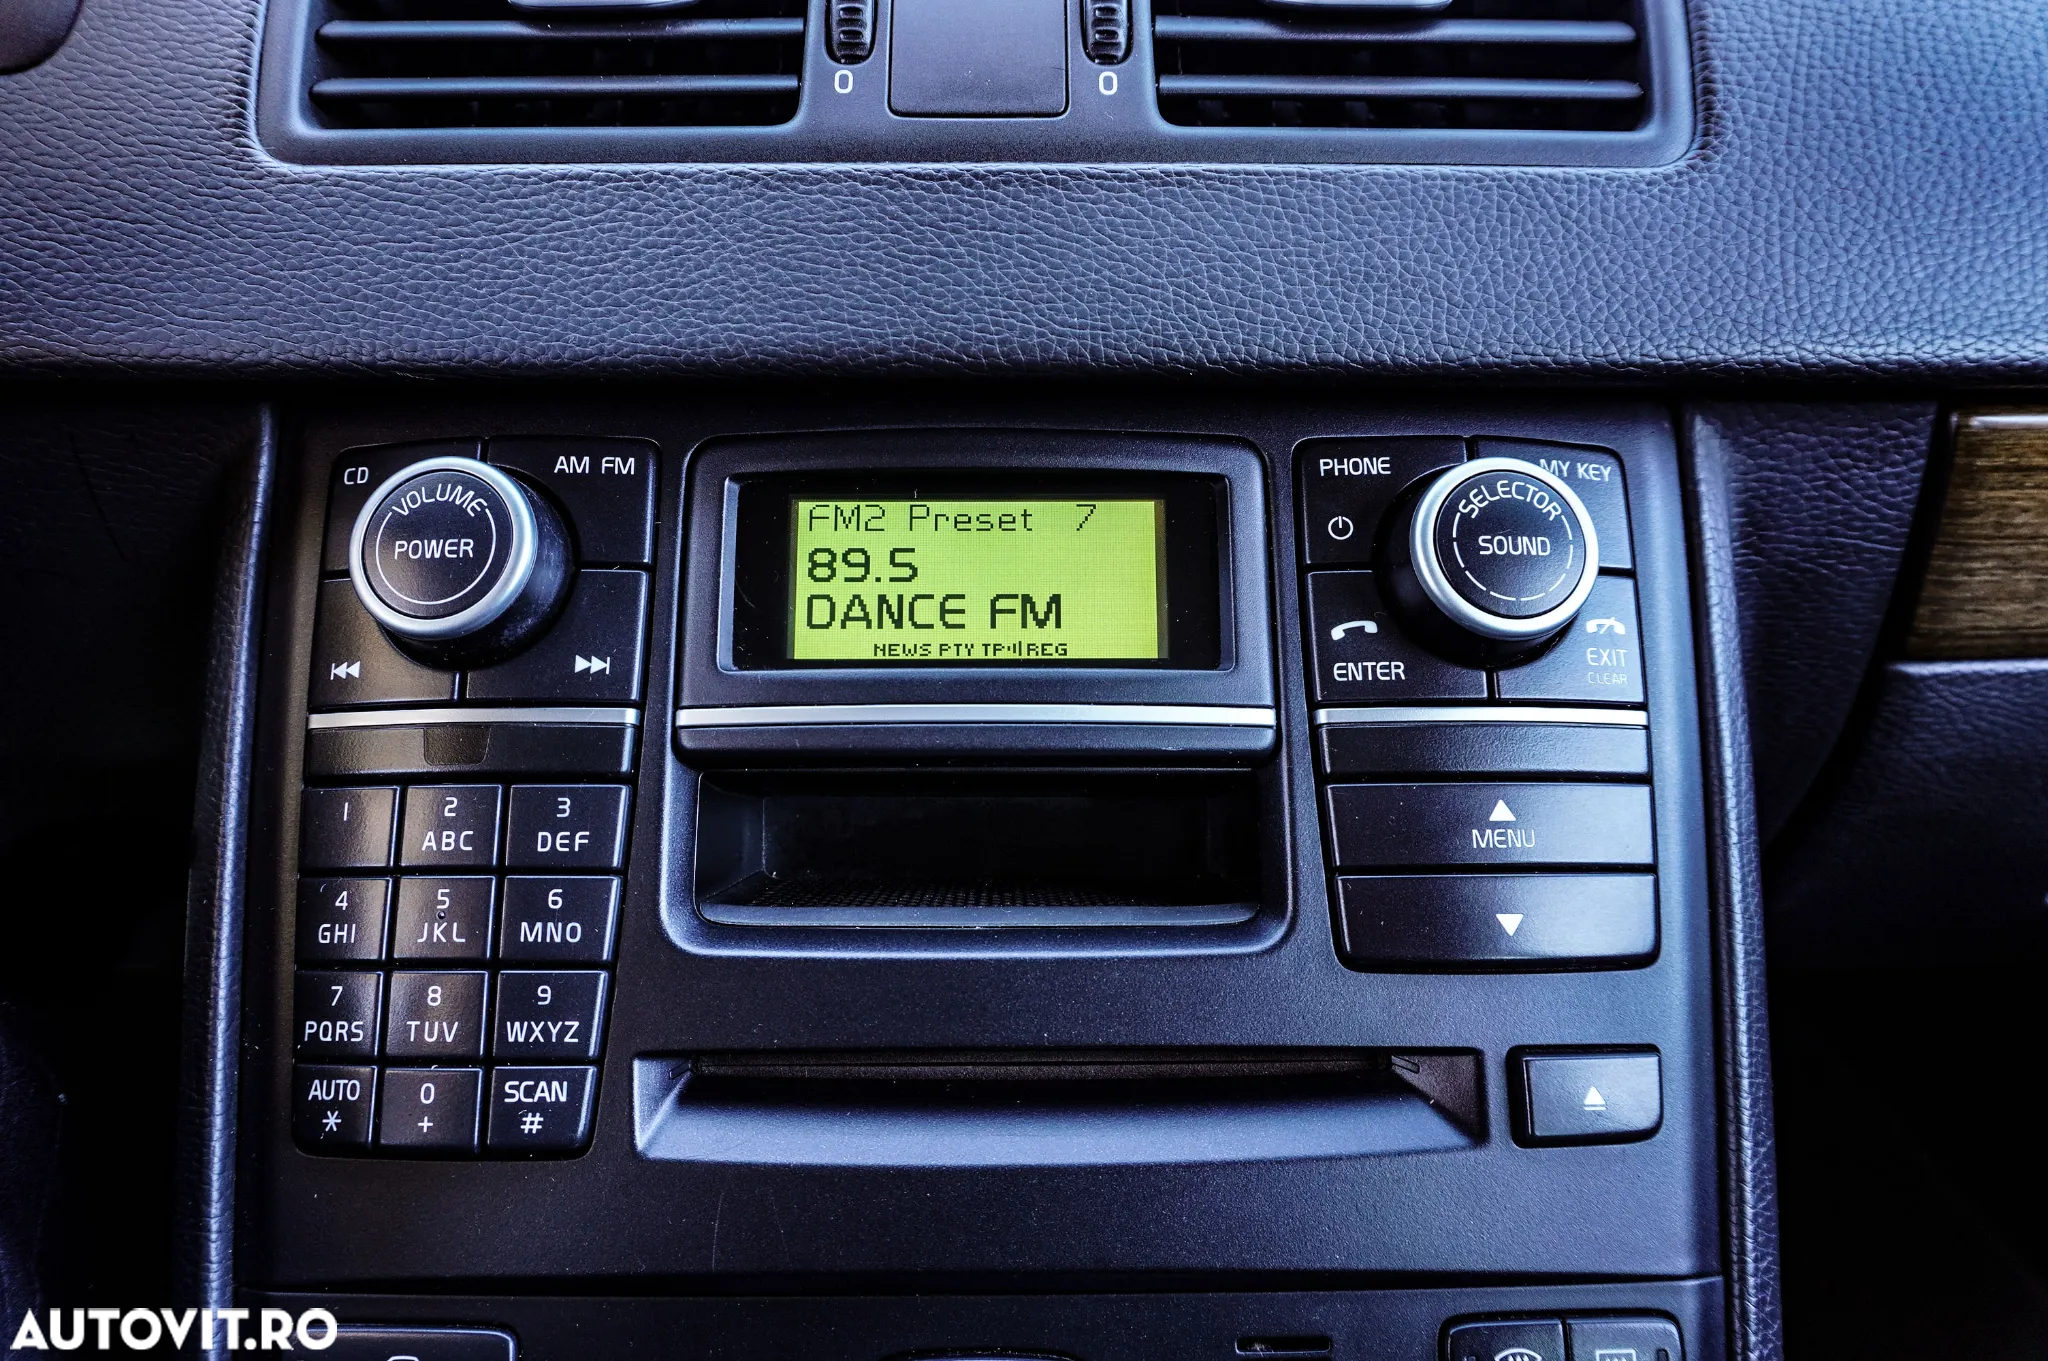 0
0
CD
AM FM
VOLUME
POWER
FM2 Preset 7
89.5
DANCE FM
NEWS PTY TP REG
PHONE
MY KEY
SELECTOR
SOUND
ENTER
EXIT
CLEAR
1
2
ABC
3
DEF
4
GHI
5
JKL
6
MNO
7
PQRS
8
TUV
9
WXYZ
AUTO
*
0
+
SCAN
#
MENU
AUTOVIT.RO